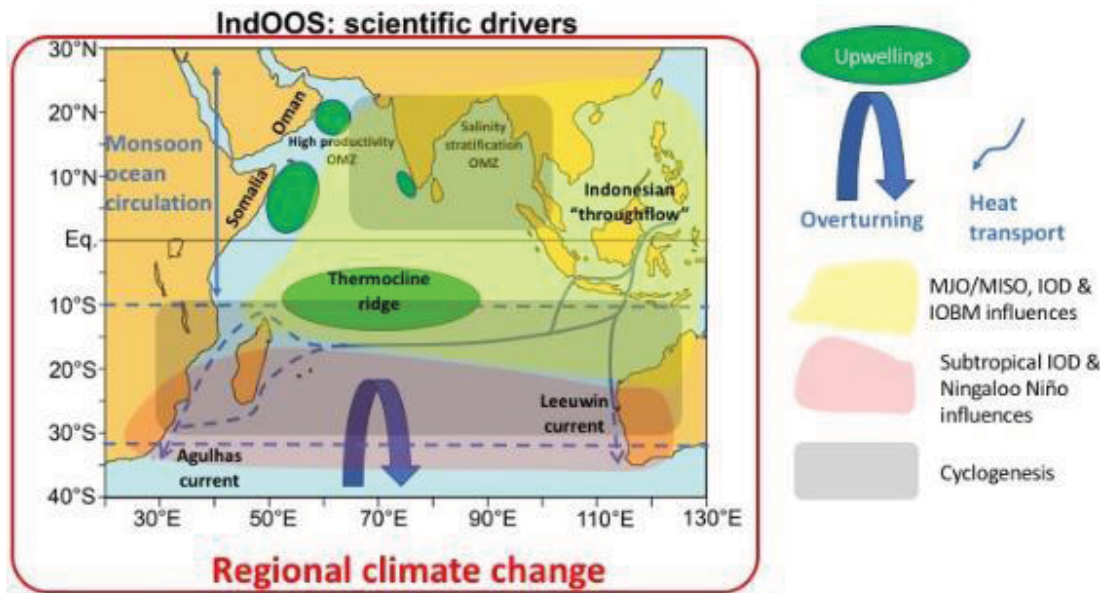 IndOOS: scientific drivers
30°N
20°N
10°N
Eq.
10°S
20°S
30°S
40°S
30°E
50°E
70°E
90°E
110°E
130°E
Monsoon
ocean
circulation
Oman
Somalia
High productivity
OMZ
Salinity
stratification
OMZ
Indonesian
“throughflow”
Thermocline
ridge
Leeuwin
current
Agulhas
current
Regional climate change
Upwellings
Overturning
Heat
transport
MJO/MISO, IOD &
IOBM influences
Subtropical IOD &
Ningaloo Niño
influences
Cyclogenesis